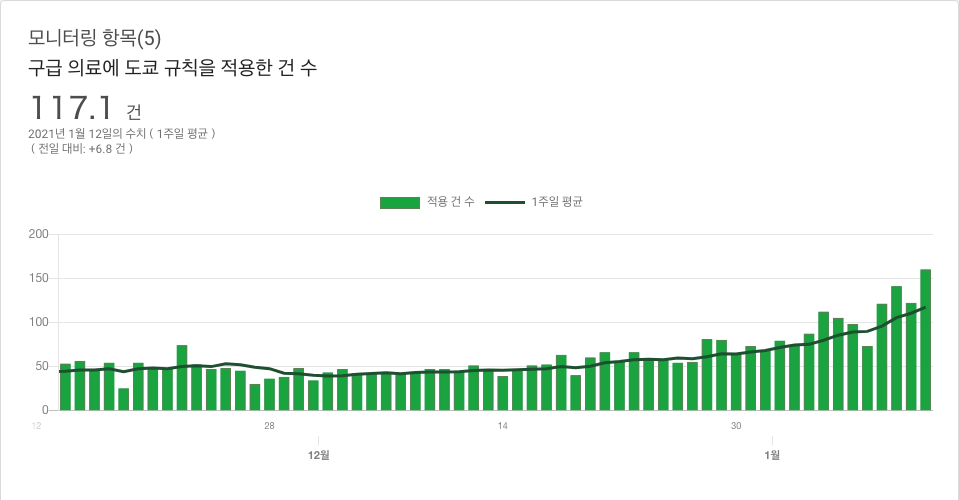 모니터링 항목(5)
구급 의료에 도쿄 규칙을 적용한 건 수
117.1 건
2021년 1월 12일의 수치 ( 1주일 평균 )
( 전일 대비: +6.8 건 )
적용 건 수 1주일 평균
200
150
100
50
0
12 28 14 30
12월 1월